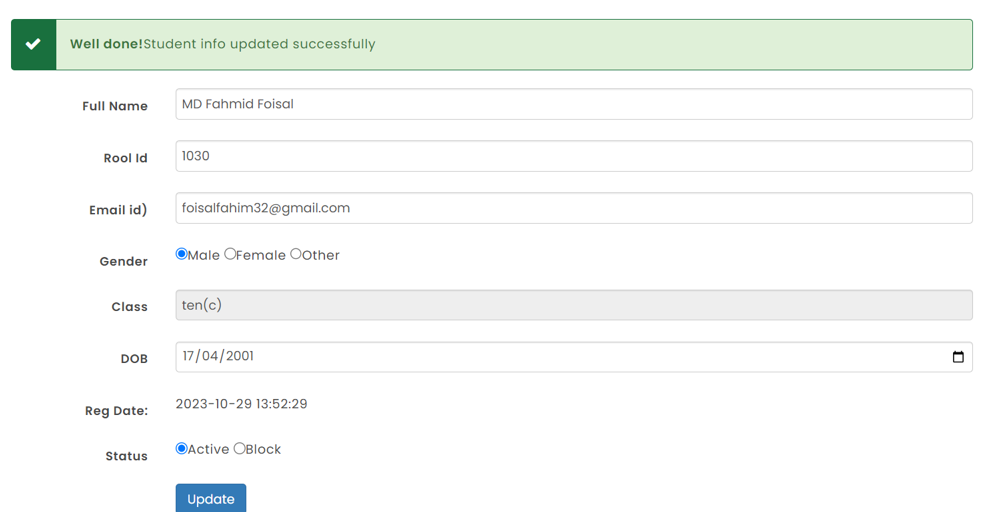 Well done!Student info updated successfully
Full Name MD Fahmid Foisal
Rool Id 1030
Email id) foisalfahim32@gmail.com
Gender Male Female Other
Class ten(c)
DOB 17/04/2001
Reg Date: 2023-10-29 13:52:29
Status Active Block
Update